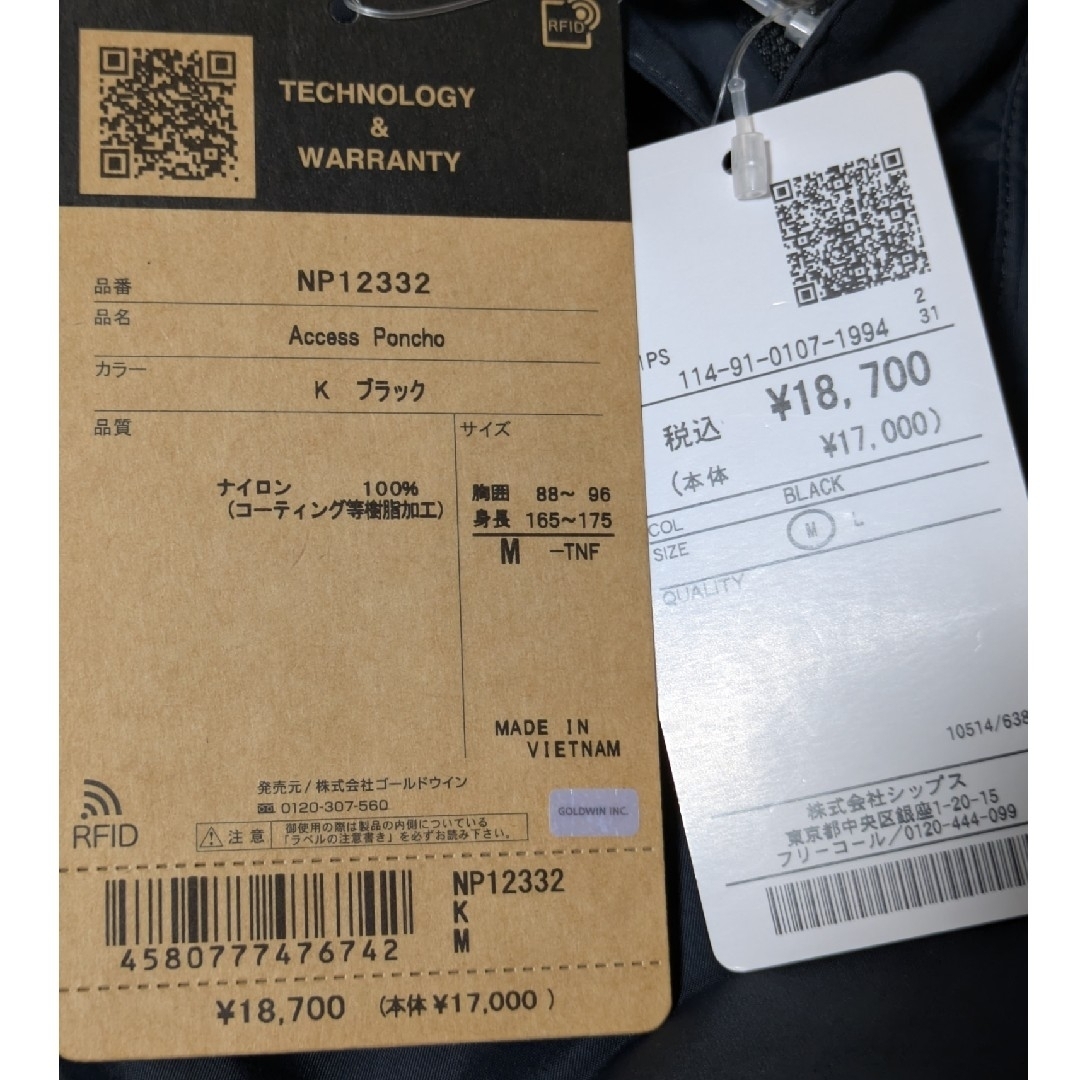 RFID
TECHNOLOGY
&
WARRANTY
品番 NP12332
品名 Access Poncho
カラー K ブラック
品質
ナイロン 100%
(コーティング等樹脂加工)
サイズ
胸囲 88~ 96
身長 165~175
M -TNF
MADE IN
VIETNAM
RFID
発売元/株式会社ゴールドウイン
0120-307-560
GOLDWIN INC.
注意
御使用の際は製品の内側についている
「ラベルの注意書き」を必ずお読み下さい。
4580777476742
NP12332
K
M
¥18,700 (本体¥17,000 )
2
31
IPS 114-91-0107-1994
税込 ¥18,700
(本体 ¥17,000)
COL BLACK
SIZE M L
QUALITY
10514/638
株式会社シップス
東京都中央区銀座1-20-15
フリーコール/0120-444-099